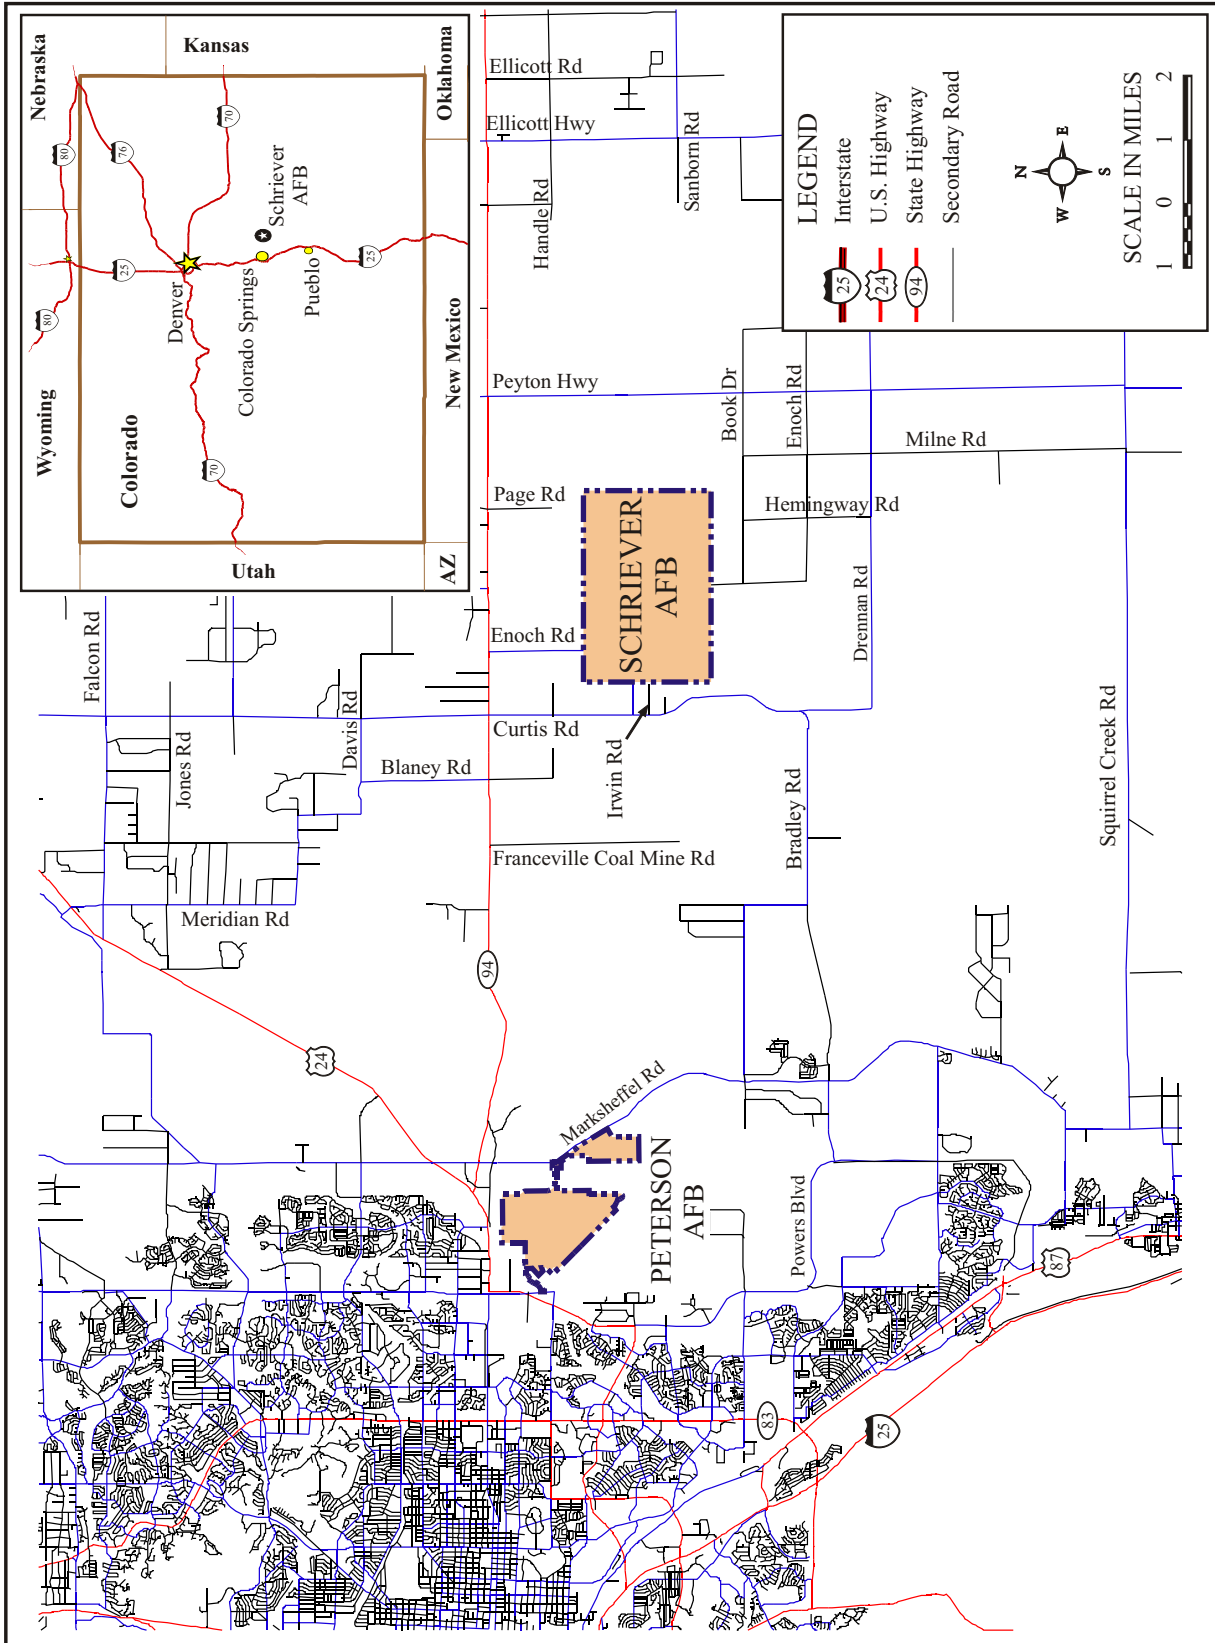 Nebraska
Kansas
Oklahoma
Wyoming
Colorado
Utah
AZ
New Mexico
80
76
70
80
25
Denver
Colorado Springs
Schriever
AFB
Pueblo
25
70
Ellicott Rd
Ellicott Hwy
Handle Rd
Sanborn Rd
Peyton Hwy
Page Rd
Book Dr
Enoch Rd
Milne Rd
Hemingway Rd
SCHRIEVER
AFB
Enoch Rd
Drennan Rd
Falcon Rd
Jones Rd
Davis Rd
Curtis Rd
Blaney Rd
Irwin Rd
Bradley Rd
Squirrel Creek Rd
Franceville Coal Mine Rd
Meridian Rd
94
24
Marksheffel Rd
PETERSON
AFB
Powers Blvd
87
83
25
LEGEND
25
Interstate
24
U.S. Highway
94
State Highway
Secondary Road
N
E
S
W
SCALE IN MILES
1 0 1 2